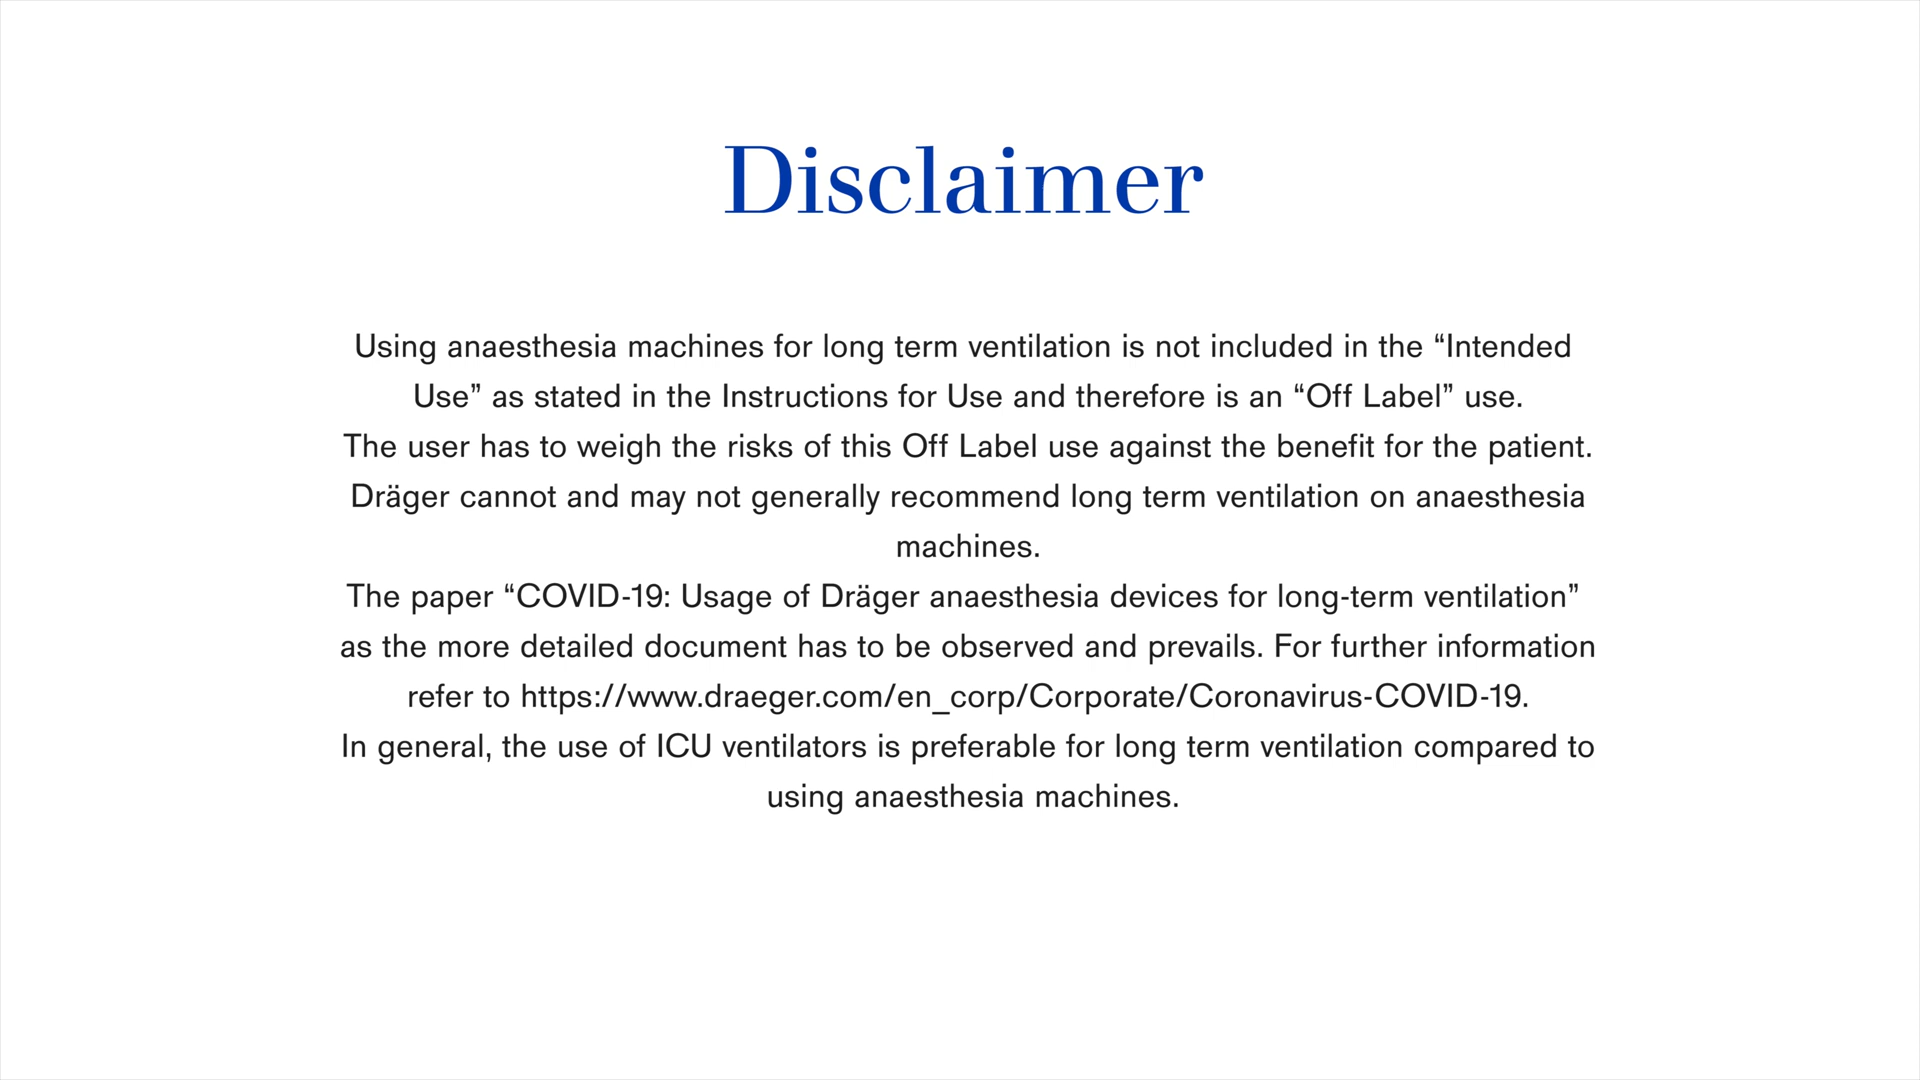 Disclaimer
Using anaesthesia machines for long term ventilation is not included in the “Intended
Use” as stated in the Instructions for Use and therefore is an “Off Label” use.
The user has to weigh the risks of this Off Label use against the benefit for the patient.
Dräger cannot and may not generally recommend long term ventilation on anaesthesia
machines.
The paper “COVID-19: Usage of Dräger anaesthesia devices for long-term ventilation”
as the more detailed document has to be observed and prevails. For further information
refer to https://www.draeger.com/en_corp/Corporate/Coronavirus-COVID-19.
In general, the use of ICU ventilators is preferable for long term ventilation compared to
using anaesthesia machines.